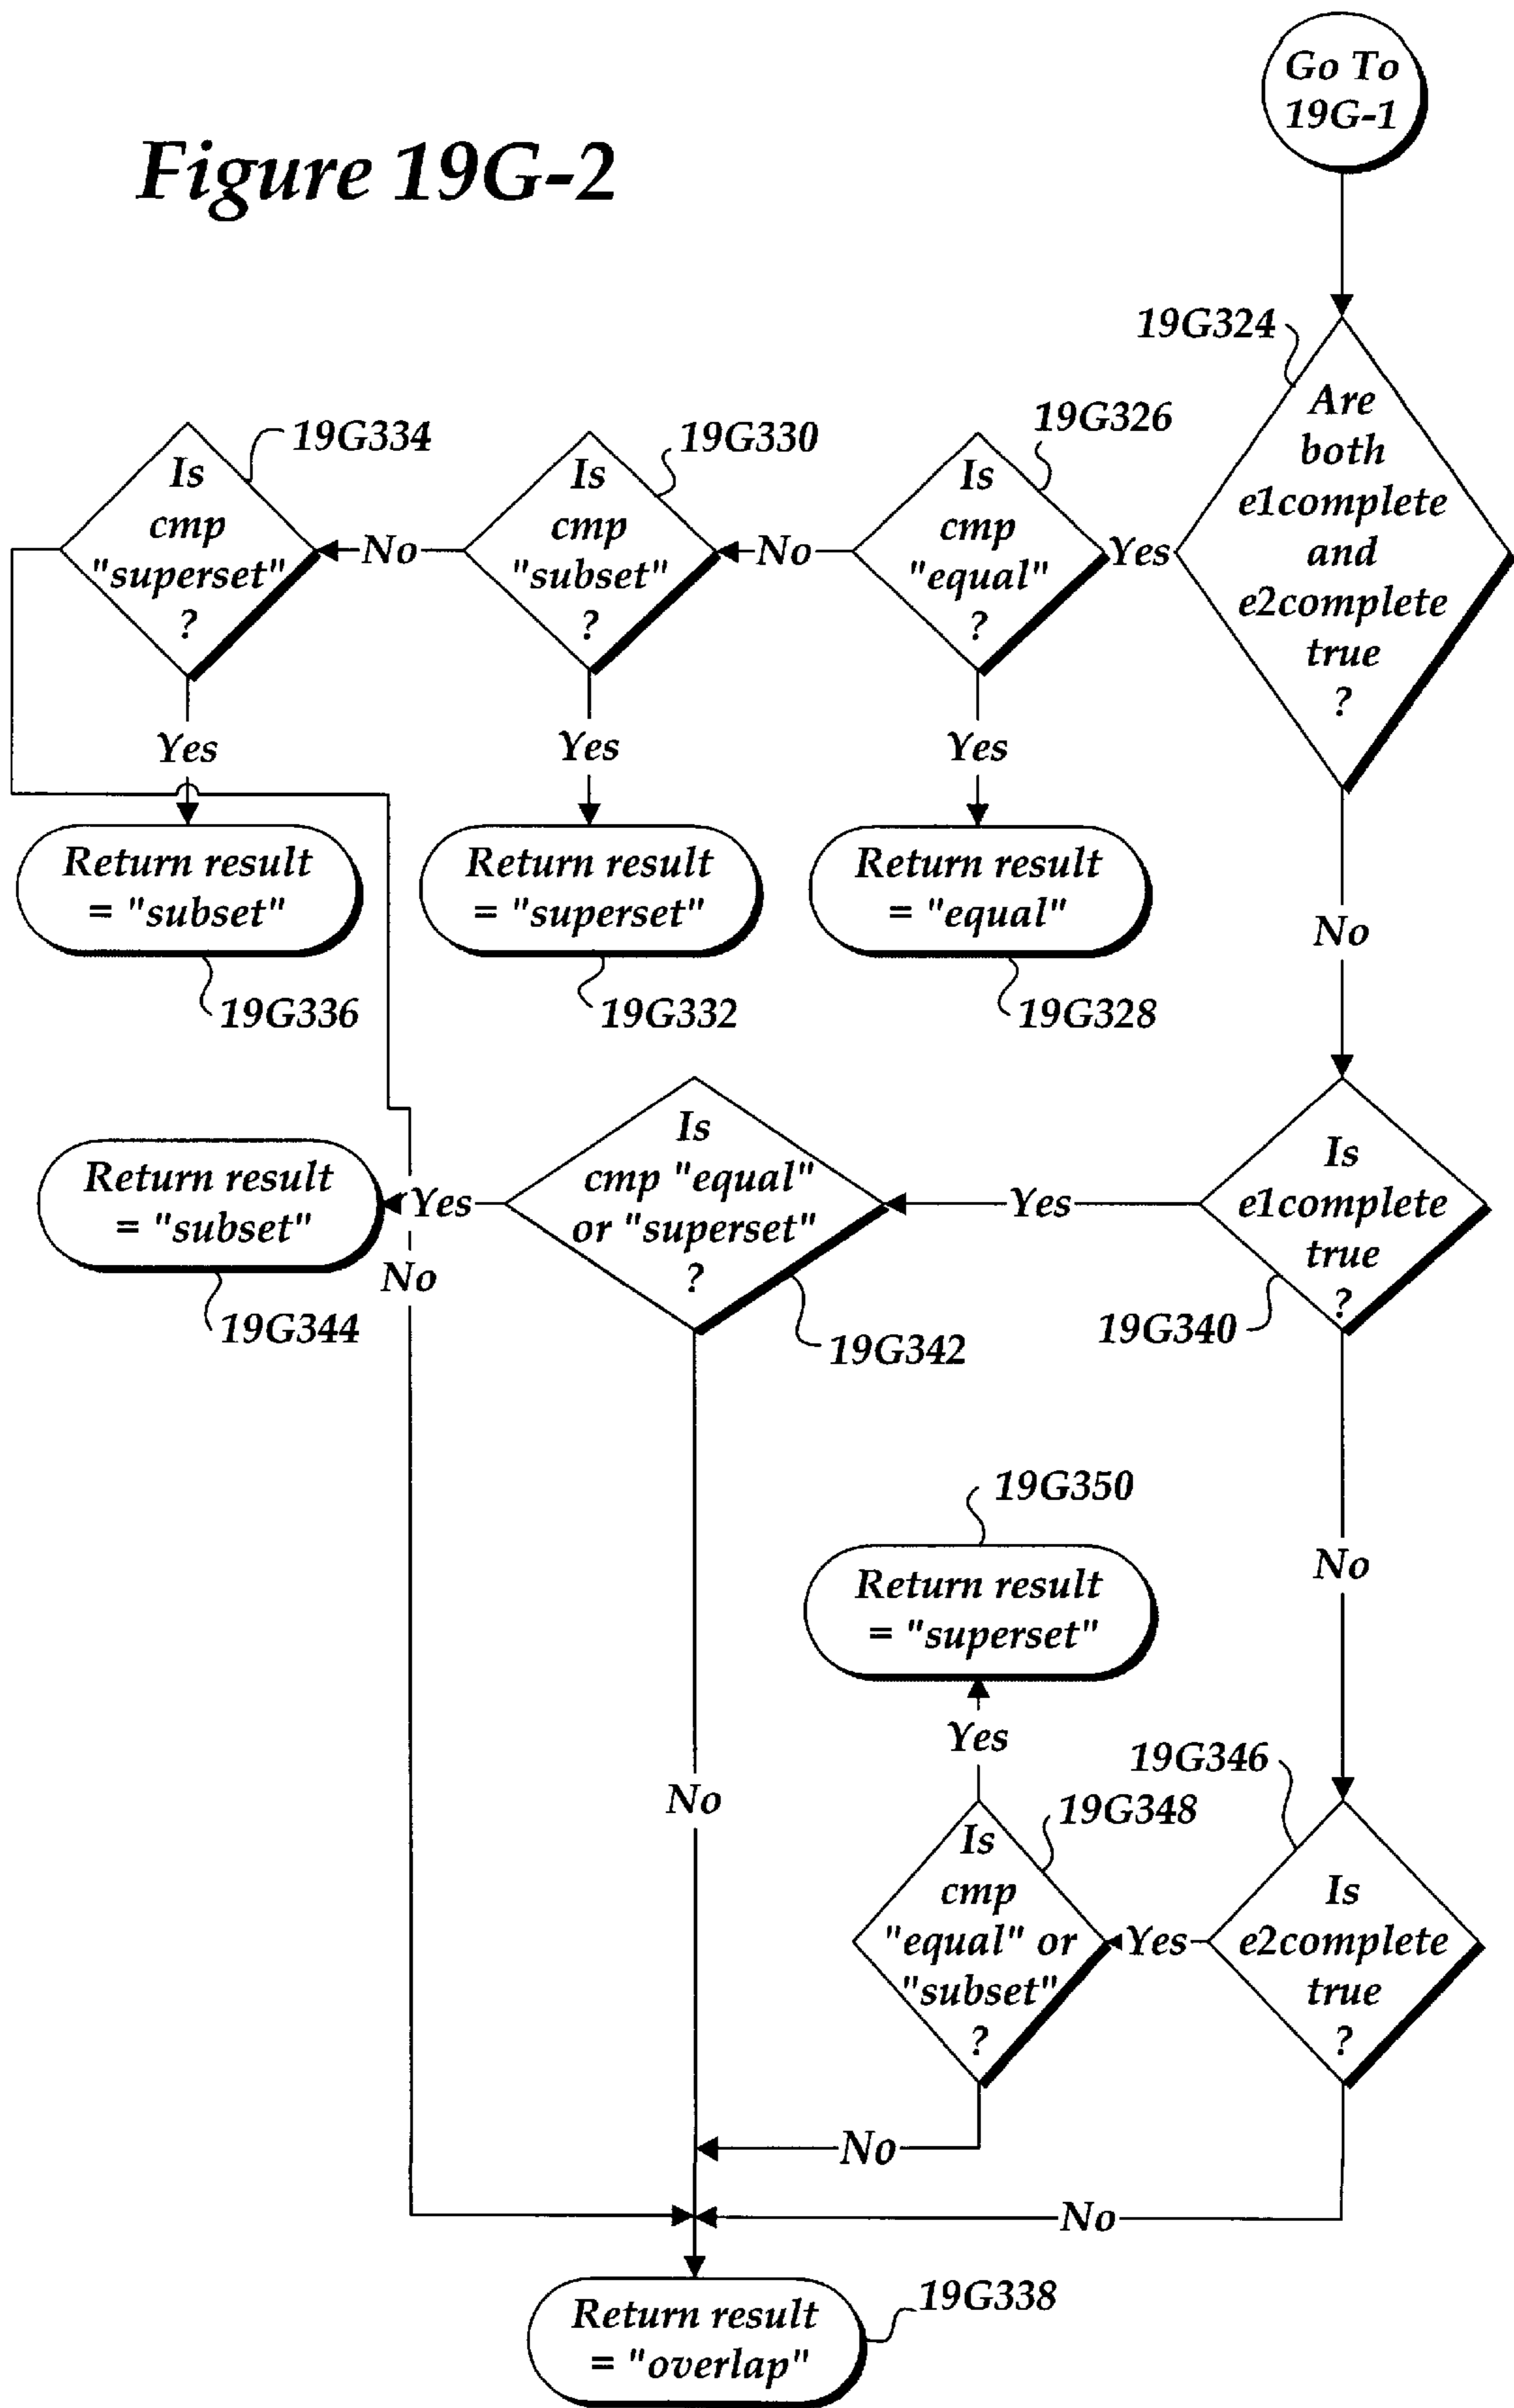 Go To
19G-1
Figure 19G-2
19G324
Are
both
e1complete
and
e2complete
true
?
Yes
No
19G326
Is
cmp
"equal"
?
No
Yes
19G330
Is
cmp
"subset"
?
No
Yes
19G334
Is
cmp
"superset"
?
Yes
Return result
= "subset"
19G336
Return result
= "superset"
19G332
Return result
= "equal"
19G328
Is
e1complete
true
?
19G340
Yes
No
Is
cmp "equal"
or "superset"
?
19G342
Yes
No
Return result
= "subset"
19G344
No
19G350
Return result
= "superset"
Yes
19G346
19G348
Is
cmp
"equal" or
"subset"
?
Yes
Is
e2complete
true
?
No
No
19G338
Return result
= "overlap"